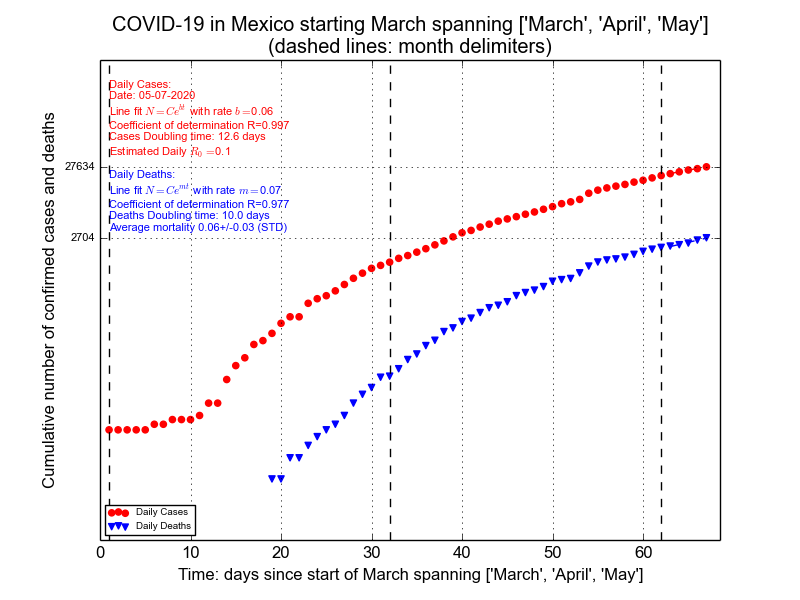 COVID-19 in Mexico starting March spanning ['March', 'April', 'May']
(dashed lines: month delimiters)
Daily Cases:
Date: 05-07-2020
Line fit N = Ce^{bt} with rate b =0.06
Coefficient of determination R=0.997
Cases Doubling time: 12.6 days
Estimated Daily R_0 =0.1
Daily Deaths:
Line fit N = Ce^{mt} with rate m =0.07
Coefficient of determination R=0.977
Deaths Doubling time: 10.0 days
Average mortality 0.06+/-0.03 (STD)
27634
2704
Cumulative number of confirmed cases and deaths
Daily Cases
Daily Deaths
0 10 20 30 40 50 60
Time: days since start of March spanning ['March', 'April', 'May']